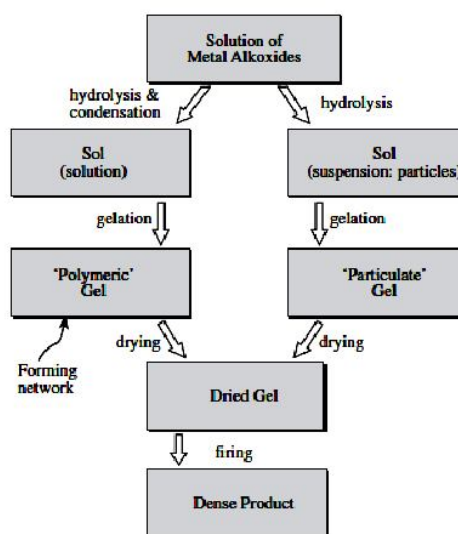 Solution of
Metal Alkoxides
hydrolysis &
condensation
hydrolysis
Sol
(solution)
Sol
(suspension: particles)
gelation
gelation
'Polymeric'
Gel
'Particulate'
Gel
drying
drying
Forming
network
Dried Gel
firing
Dense Product